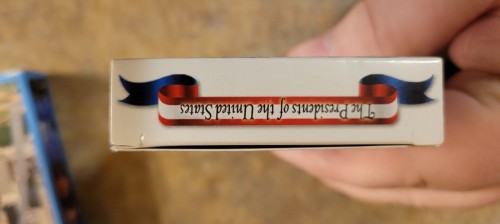 The Presidents of the United States